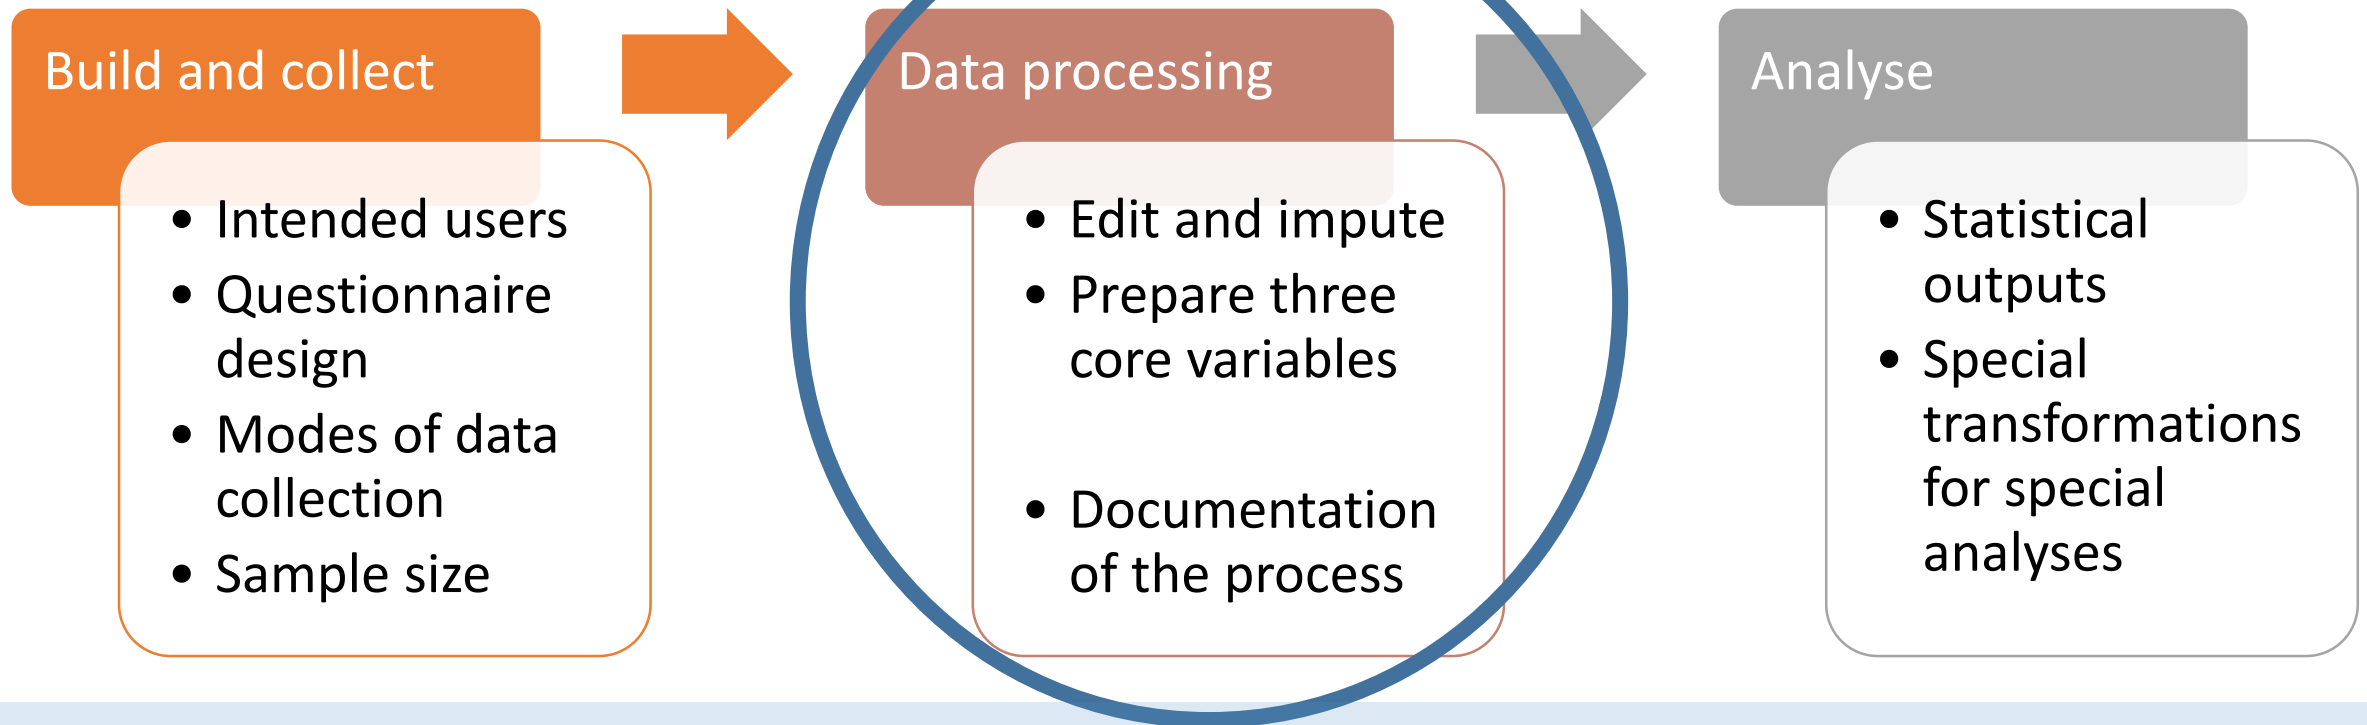 Build and collect
• Intended users
• Questionnaire
design
• Modes of data
collection
• Sample size
Data processing
• Edit and impute
• Prepare three
core variables
• Documentation
of the process
Analyse
• Statistical
outputs
• Special
transformations
for special
analyses